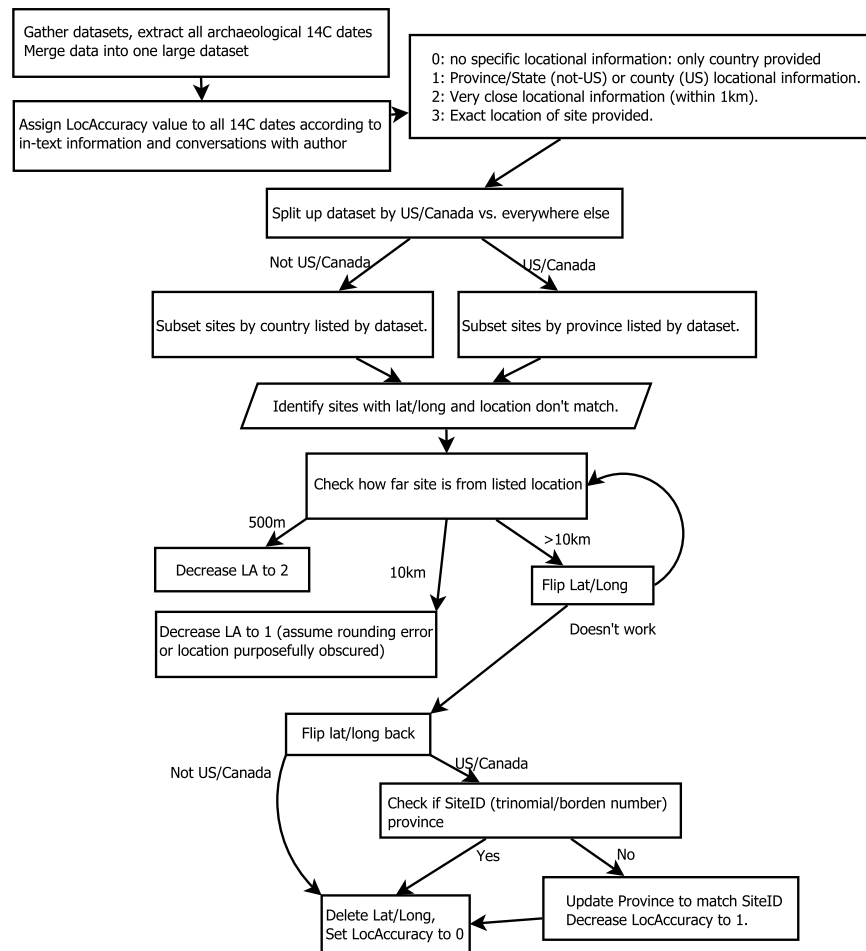 Gather datasets, extract all archaeological 14C dates
Merge data into one large dataset
0: no specific locational information: only country provided
1: Province/State (not-US) or county (US) locational information.
2: Very close locational information (within 1km).
3: Exact location of site provided.
Assign LocAccuracy value to all 14C dates according to
in-text information and conversations with author
Split up dataset by US/Canada vs. everywhere else
Not US/Canada
US/Canada
Subset sites by country listed by dataset.
Subset sites by province listed by dataset.
Identify sites with lat/long and location don't match.
Check how far site is from listed location
500m
>10km
10km
Decrease LA to 2
Flip Lat/Long
Decrease LA to 1 (assume rounding error
or location purposefully obscured)
Doesn't work
Flip lat/long back
Not US/Canada
US/Canada
Check if SiteID (trinomial/borden number)
province
Yes
No
Delete Lat/Long,
Set LocAccuracy to 0
Update Province to match SiteID
Decrease LocAccuracy to 1.